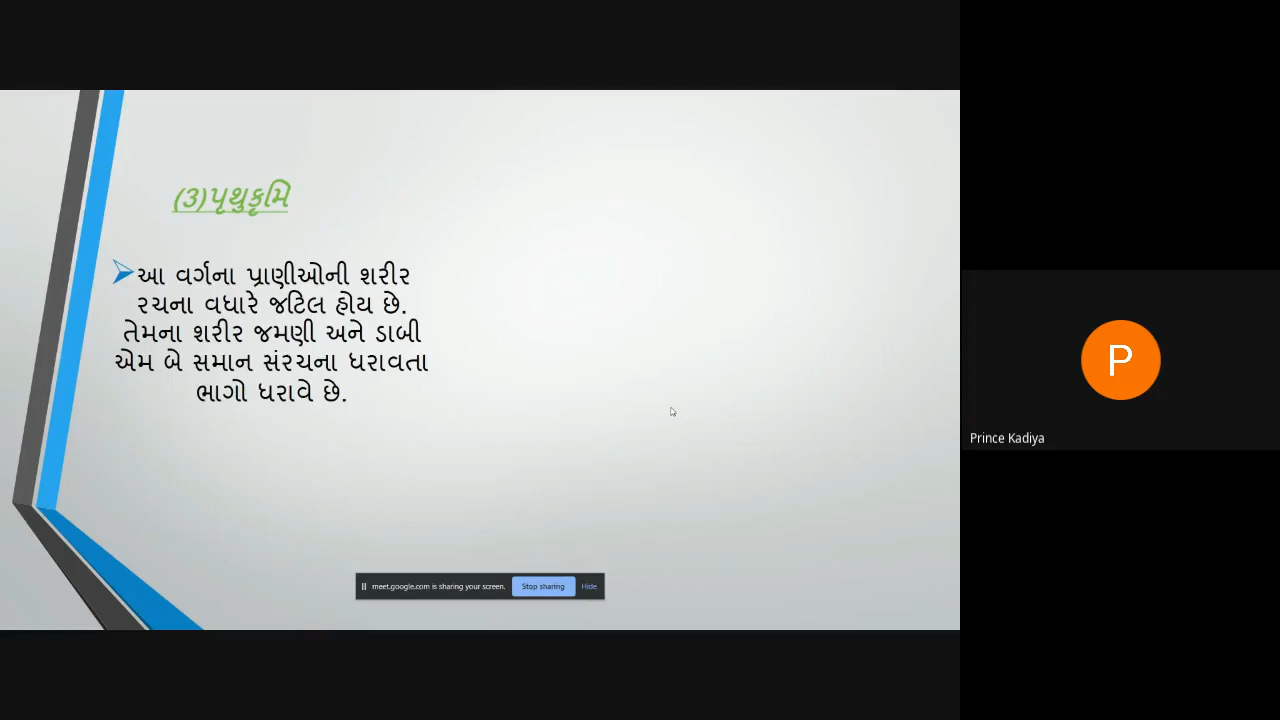 (3)પૃથુકૃમિ
આ વર્ગના પ્રાણીઓની શરીર
રચના વધારે જટિલ હોય છે.
તેમના શરીર જમણી અને ડાબી
એમ બે સમાન સંરચના ધરાવતા
ભાગો ધરાવે છે.
meet.google.com is sharing your screen. Stop sharing Hide
P
Prince Kadiya